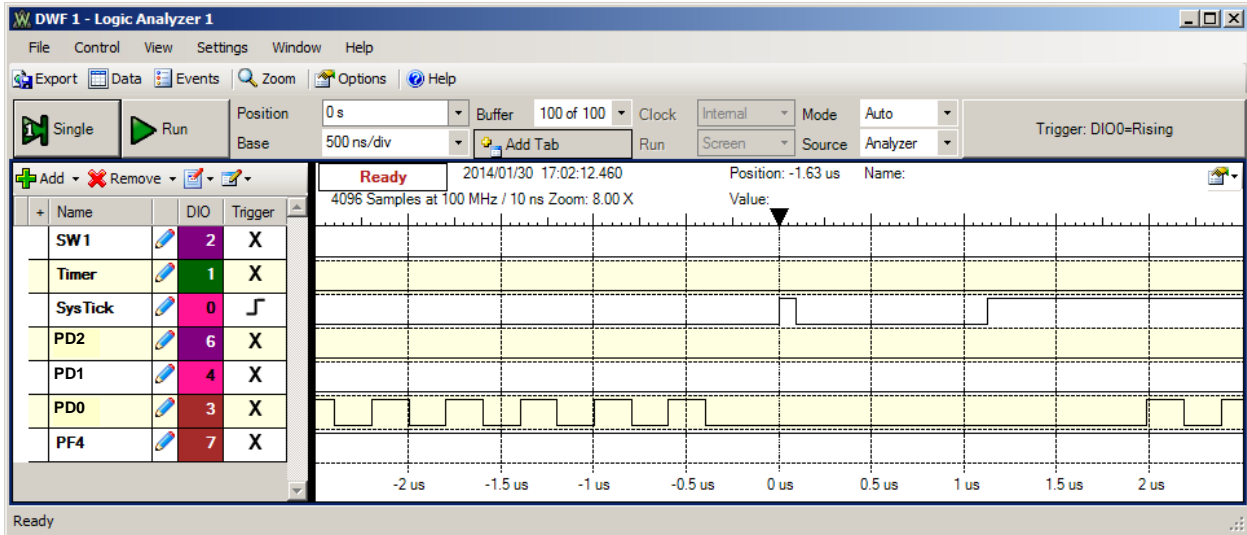 DWF 1 - Logic Analyzer 1
File Control View Settings Window Help
Export Data Events Zoom Options Help
Single Run Position 0 s Buffer 100 of 100 Clock Internal Mode Auto Trigger: DIO0=Rising
Base 500 ns/div Add Tab Run Screen Source Analyzer
Add Remove Ready 2014/01/30 17:02:12.460 Position: -1.63 us Name:
4096 Samples at 100 MHz / 10 ns Zoom: 8.00 X Value:
+ Name DIO Trigger
SW1 2 X
Timer 1 X
SysTick 0
PD2 6 X
PD1 4 X
PD0 3 X
PF4 7 X
-2 us -1.5 us -1 us -0.5 us 0 us 0.5 us 1 us 1.5 us 2 us
Ready